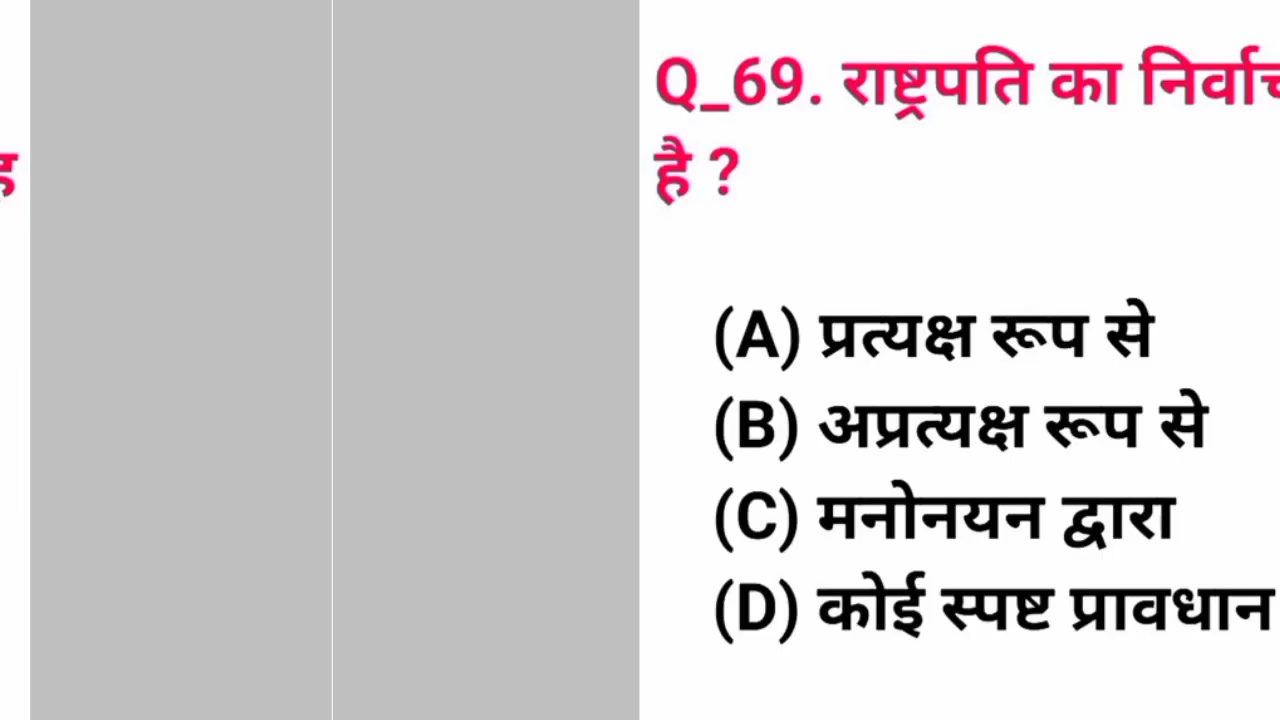 Q_69. राष्ट्रपति का
है ?
(A) प्रत्यक्ष रूप से
(B) अप्रत्यक्ष रूप से
(C) मनोनयन द्वारा
(D) कोई स्पष्ट प्रावधान